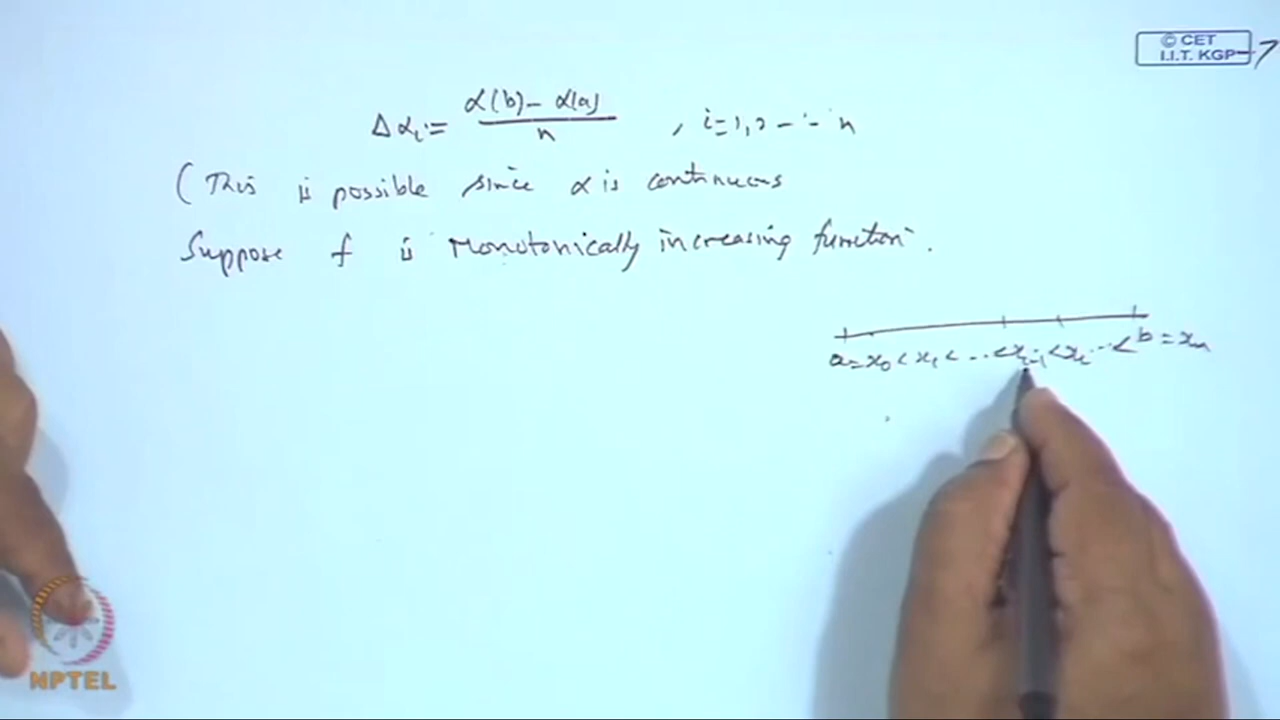 © CET
I.I.T. KGP
7
Δαᵢ = α(b) − α(a) / n , i=1,2 - - - n
(This is possible since α is continuous
Suppose f is Monotonically increasing function.
a=x₀ < x₁ < ... < xᵢ₋₁ < xᵢ ... < b = xₙ
NPTEL